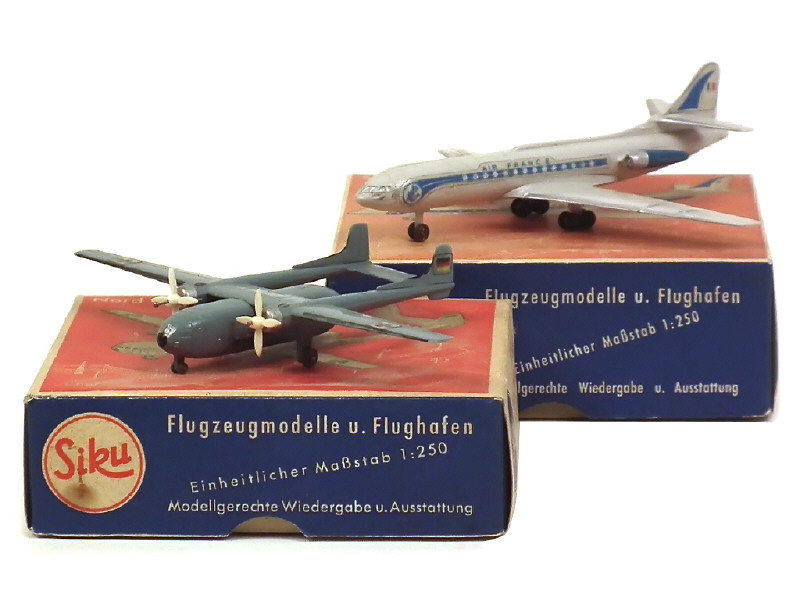 AIR FRANCE
Flugzeugmodelle u. Flughafen
Einheitlicher Maßstab 1:250
Wiedergabe u. Ausstattung
Nord
Siku
Flugzeugmodelle u. Flughafen
Einheitlicher Maßstab 1:250
Modellgerechte Wiedergabe u. Ausstattung